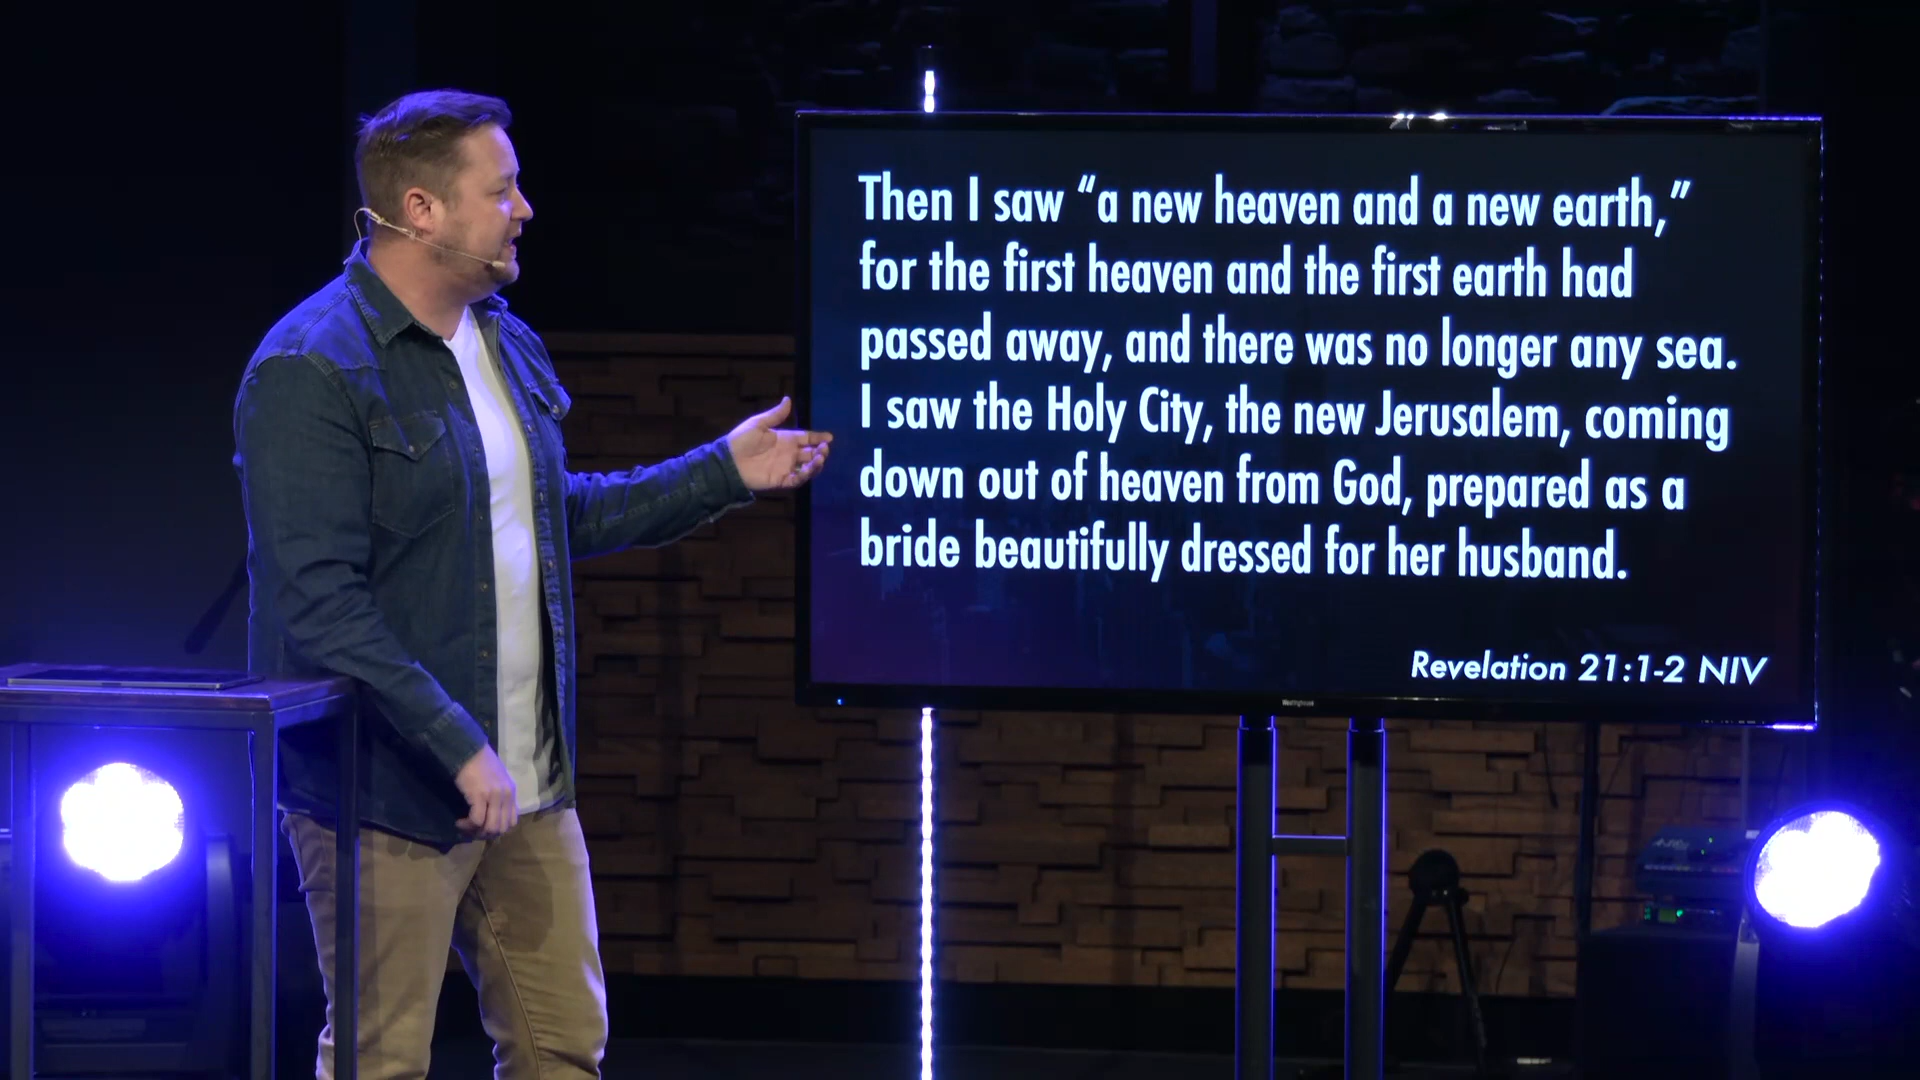 Then I saw “a new heaven and a new earth,”
for the first heaven and the first earth had
passed away, and there was no longer any sea.
I saw the Holy City, the new Jerusalem, coming
down out of heaven from God, prepared as a
bride beautifully dressed for her husband.
Revelation 21:1-2 NIV
Westinghouse